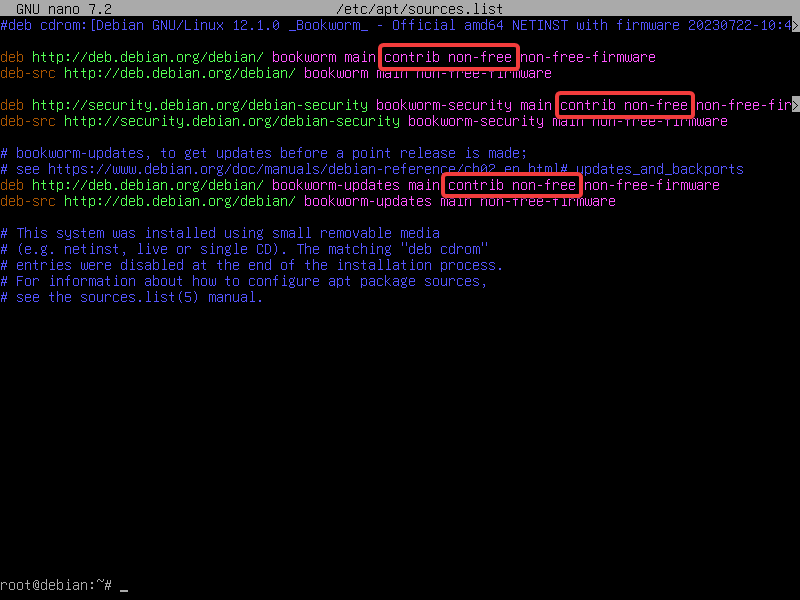 GNU nano 7.2 /etc/apt/sources.list
#deb cdrom:[Debian GNU/Linux 12.1.0 _Bookworm_ - Official amd64 NETINST with firmware 20230722-10:4>
deb http://deb.debian.org/debian/ bookworm main contrib non-free non-free-firmware
deb-src http://deb.debian.org/debian/ bookworm main non-free-firmware
deb http://security.debian.org/debian-security bookworm-security main contrib non-free non-free-fir>
deb-src http://security.debian.org/debian-security bookworm-security main non-free-firmware
# bookworm-updates, to get updates before a point release is made;
# see https://www.debian.org/doc/manuals/debian-reference/ch02.en.html#_updates_and_backports
deb http://deb.debian.org/debian/ bookworm-updates main contrib non-free non-free-firmware
deb-src http://deb.debian.org/debian/ bookworm-updates main non-free-firmware
# This system was installed using small removable media
# (e.g. netinst, live or single CD). The matching "deb cdrom"
# entries were disabled at the end of the installation process.
# For information about how to configure apt package sources,
# see the sources.list(5) manual.
root@debian:~# _